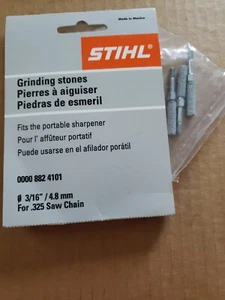 Made in Mexico
STIHL
Grinding stones
Pierres à aiguiser
Piedras de esmeril
Fits the portable sharpener
Pour l' affûteur portatif
Puede usarse en el afilador porátil
0000 882 4101
Ø 3/16" / 4.8 mm
For .325 Saw Chain